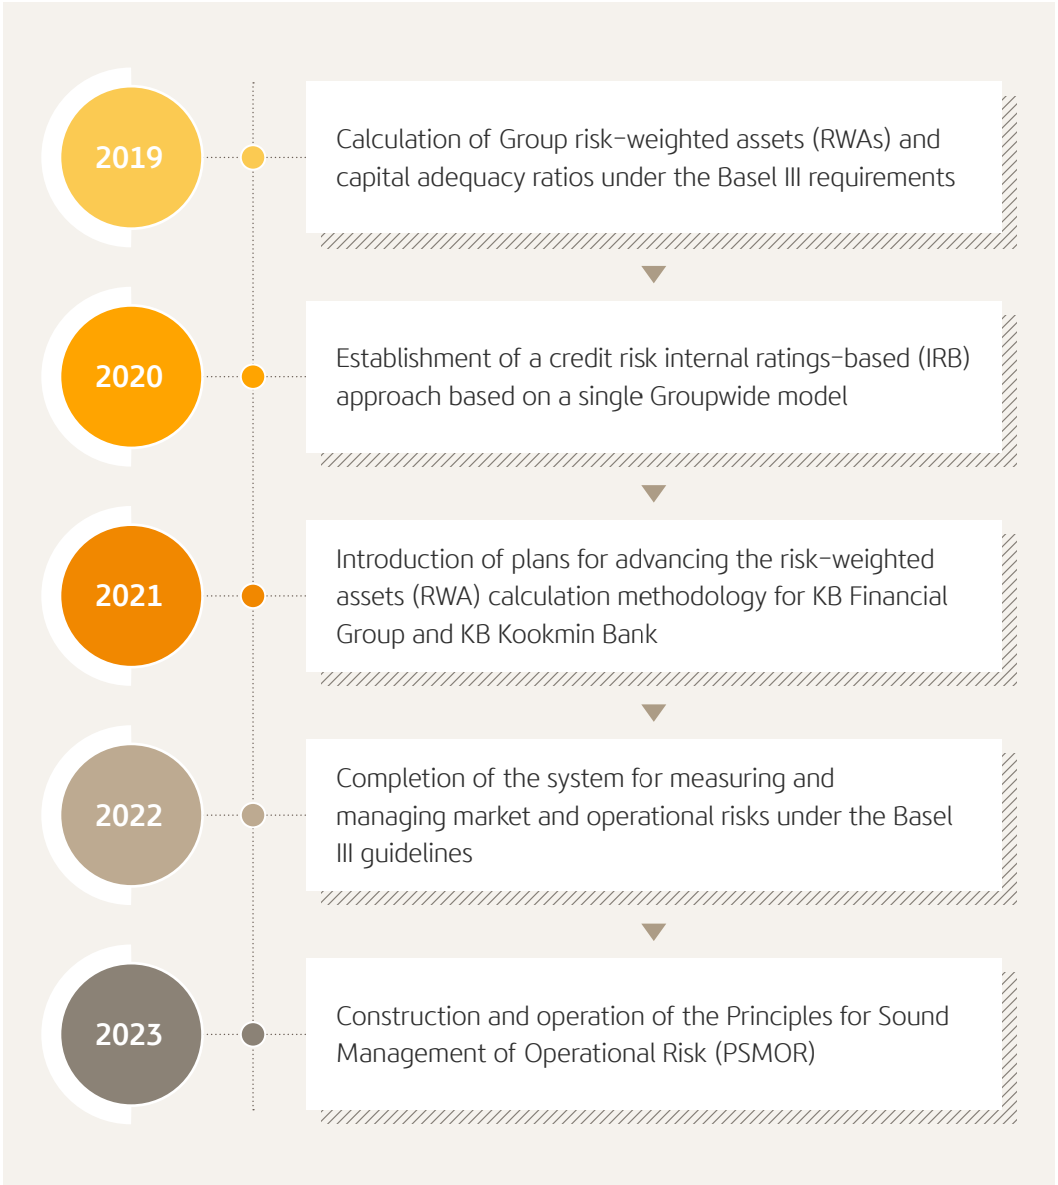 2019
Calculation of Group risk-weighted assets (RWAs) and
capital adequacy ratios under the Basel III requirements
2020
Establishment of a credit risk internal ratings-based (IRB)
approach based on a single Groupwide model
2021
Introduction of plans for advancing the risk-weighted
assets (RWA) calculation methodology for KB Financial
Group and KB Kookmin Bank
2022
Completion of the system for measuring and
managing market and operational risks under the Basel
III guidelines
2023
Construction and operation of the Principles for Sound
Management of Operational Risk (PSMOR)